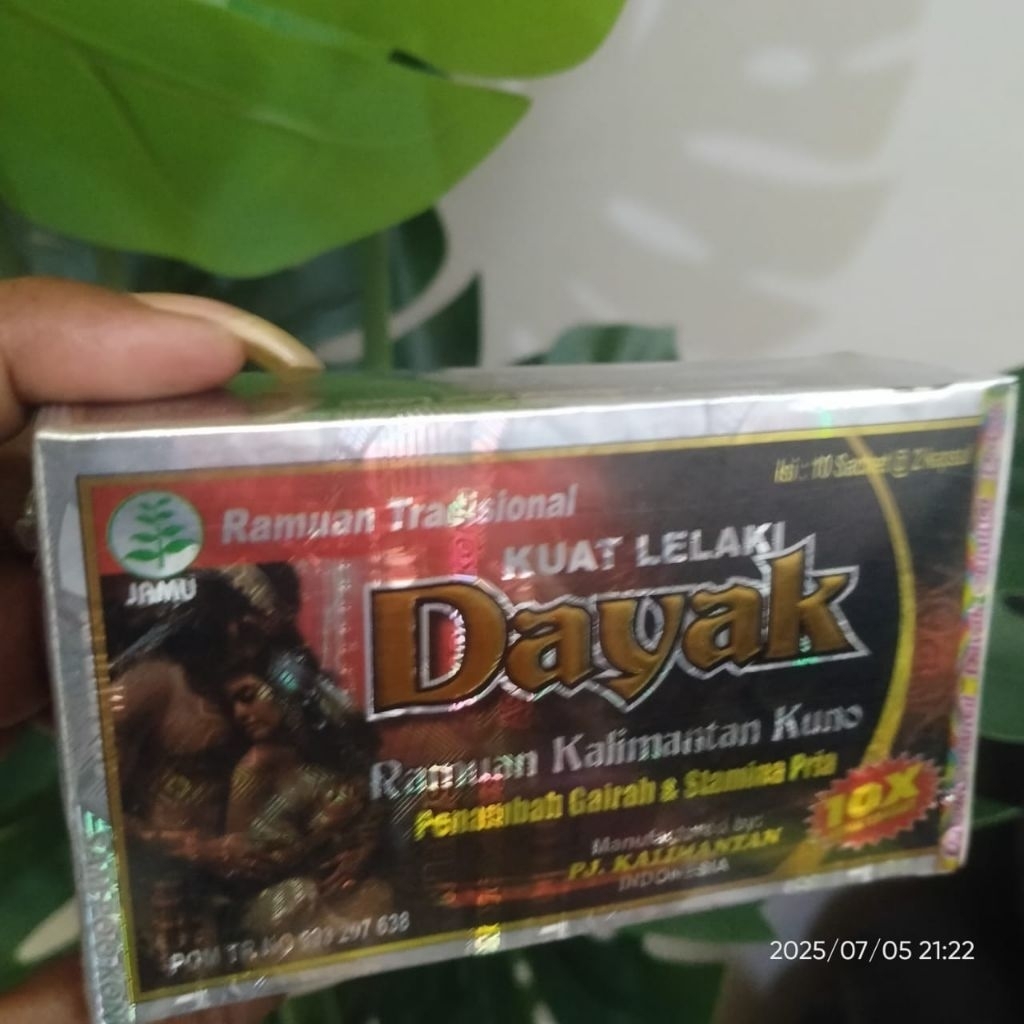 Ramuan Tradisional
Isi : 10 Sachet @ 2 Kapsul
JAMU
KUAT LELAKI
Dayak
Ramuan Kalimantan Kuno
Penambah Gairah & Stamina Pria
10X
Manufactured by:
PJ. KALIMANTAN
INDONESIA
POM TR. NO 297 638
2025/07/05 21:22